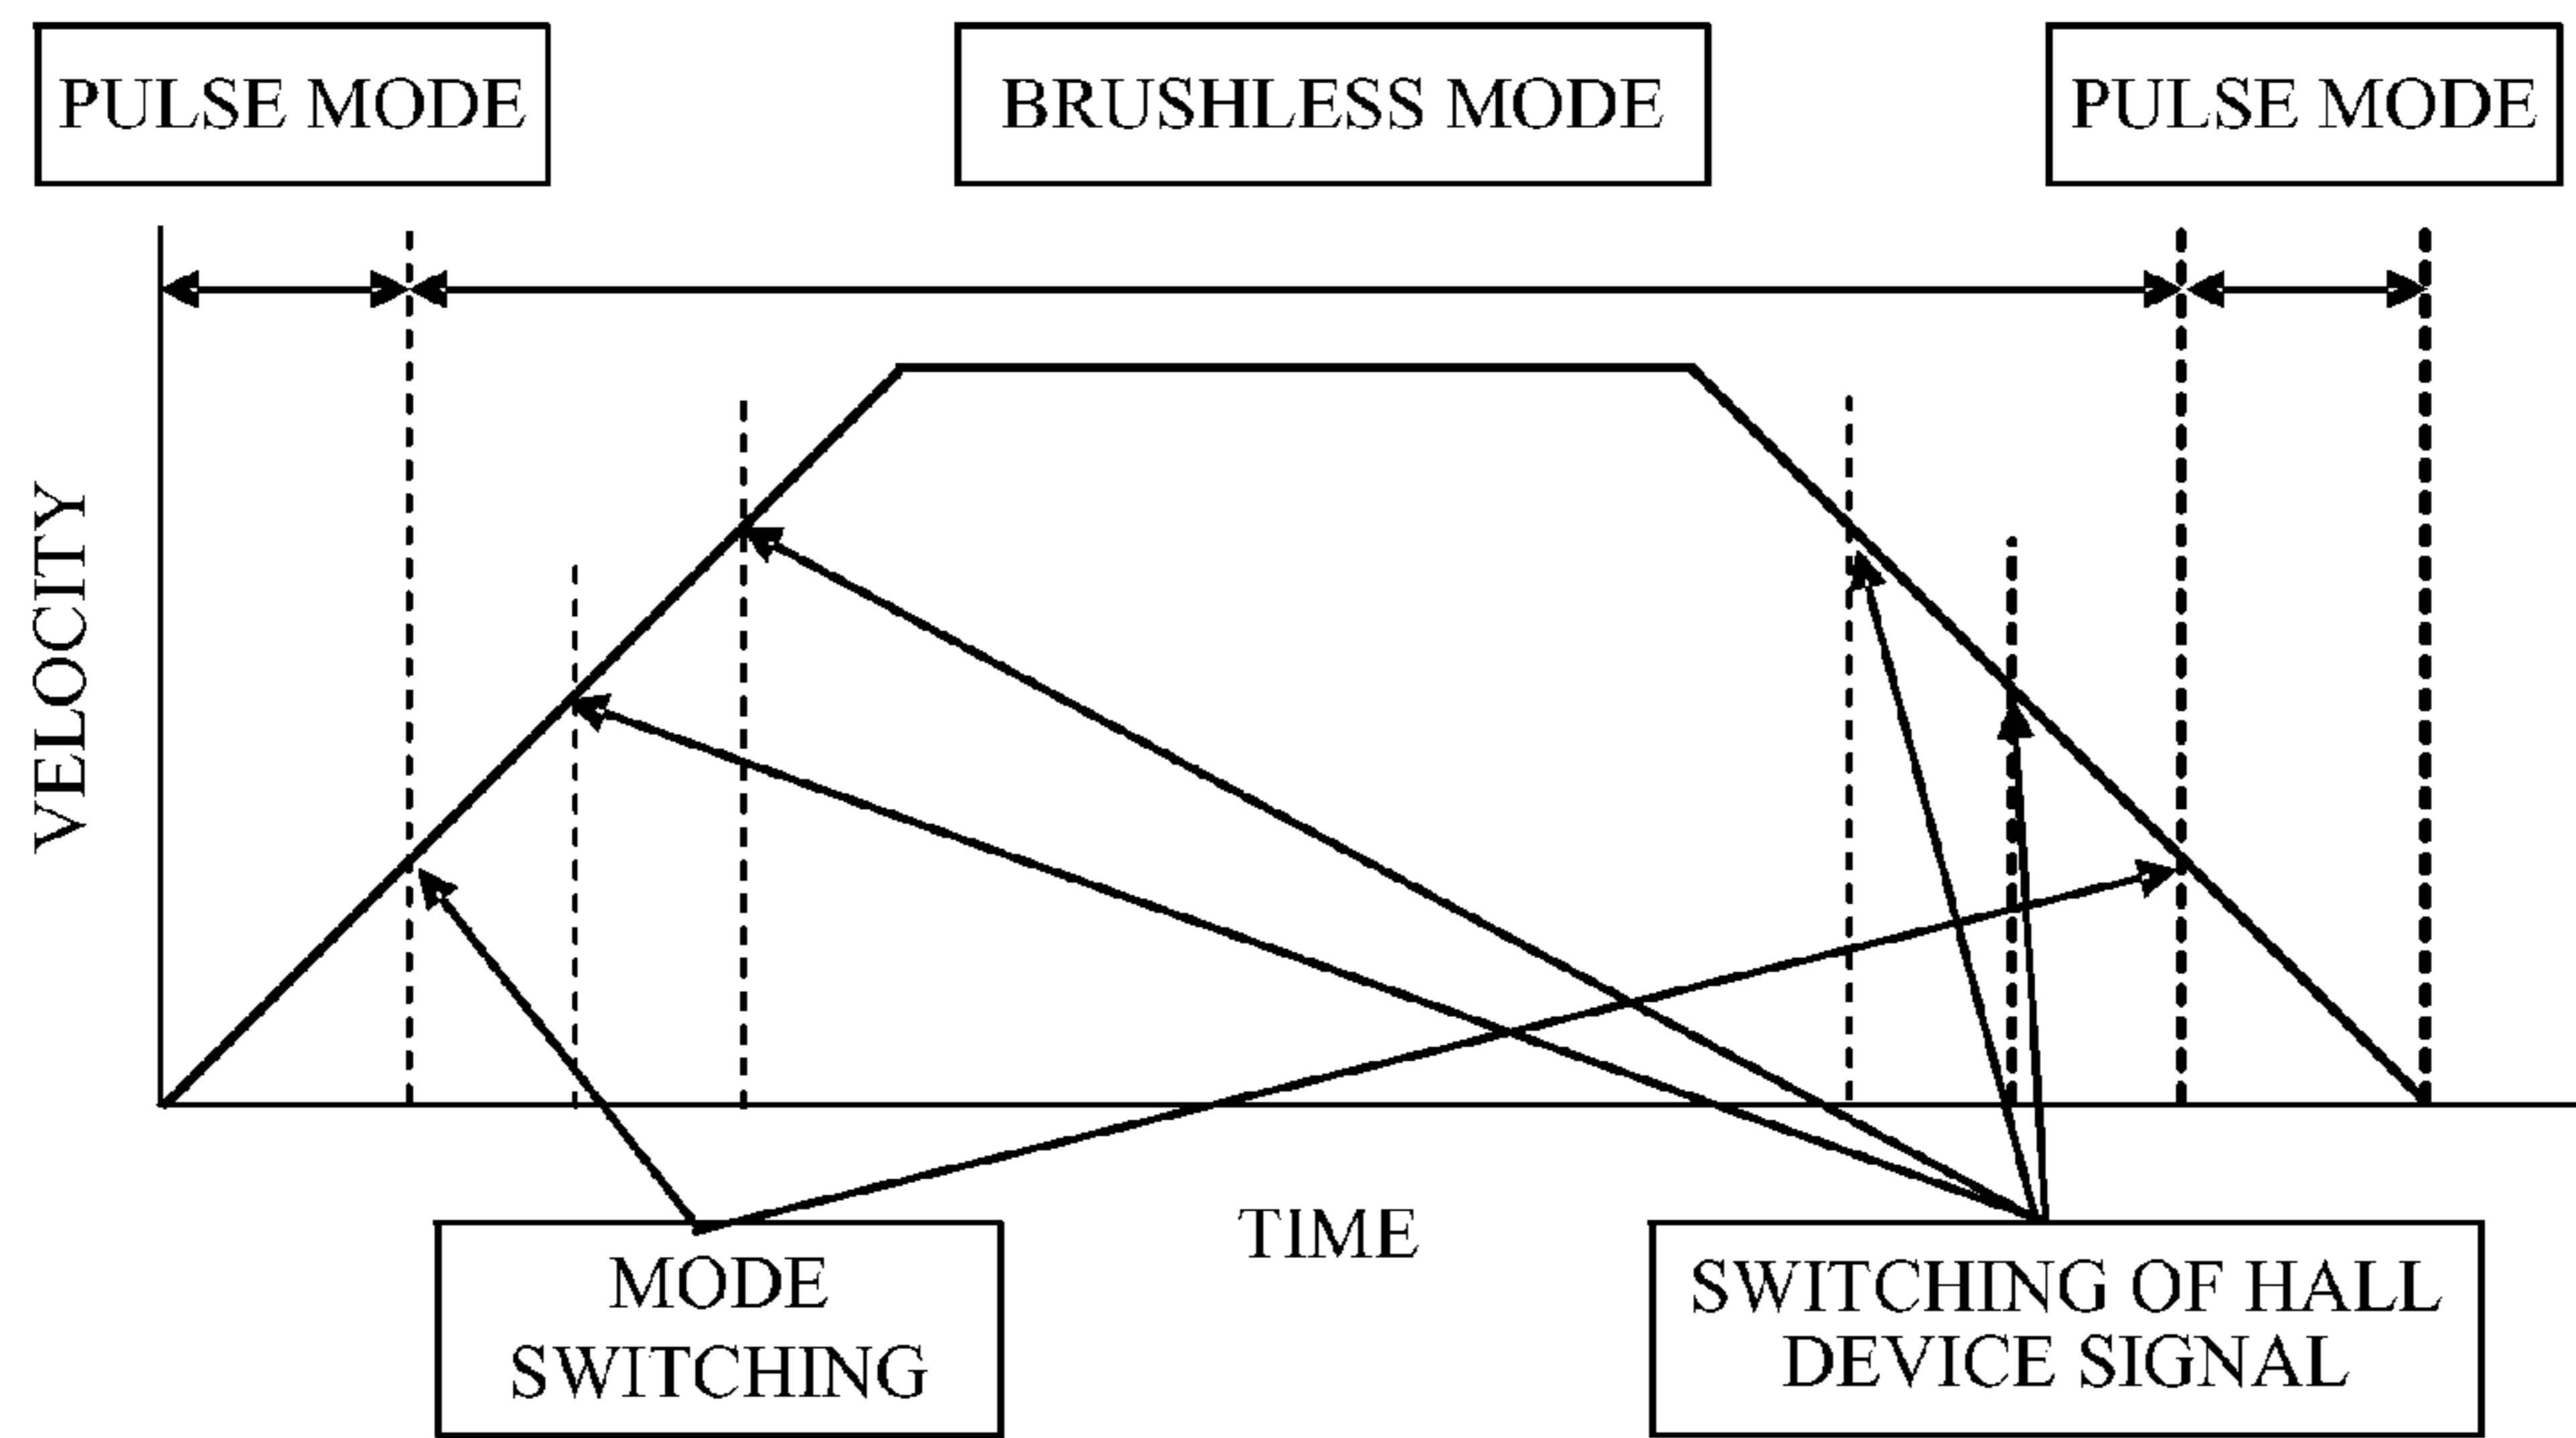 PULSE MODE
BRUSHLESS MODE
PULSE MODE
VELOCITY
TIME
MODE
SWITCHING
SWITCHING OF HALL
DEVICE SIGNAL